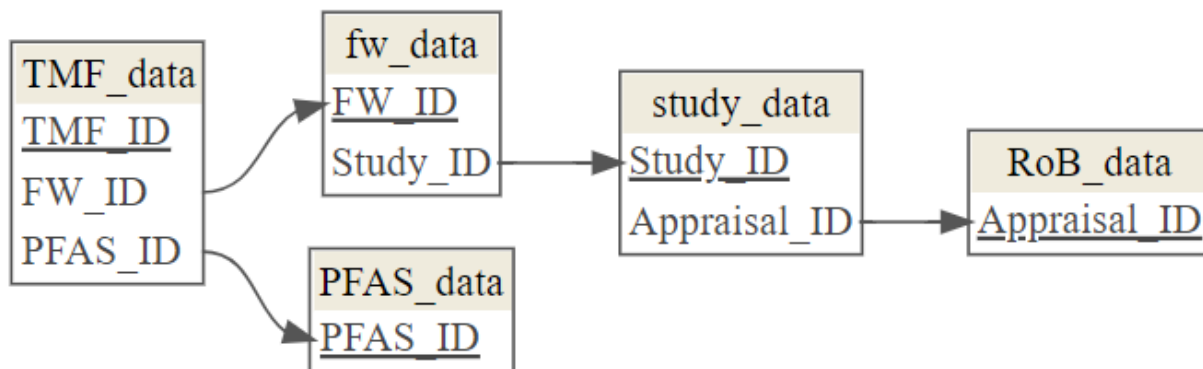 TMF_data
TMF_ID
FW_ID
PFAS_ID
fw_data
FW_ID
Study_ID
PFAS_data
PFAS_ID
study_data
Study_ID
Appraisal_ID
RoB_data
Appraisal_ID